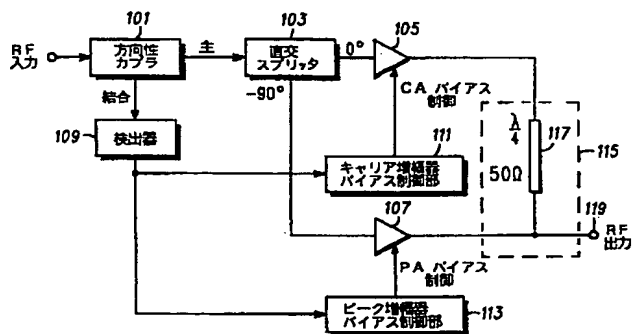 101
103
105
RF
入力
方向性
カプラ
主
直交
スプリッタ
0°
結合
-90°
CA バイアス
制御
109
検出器
111
キャリア増幅器
バイアス制御部
λ/4
117
115
50Ω
107
119
RF
出力
PA バイアス
制御
ピーク増幅器
バイアス制御部
113